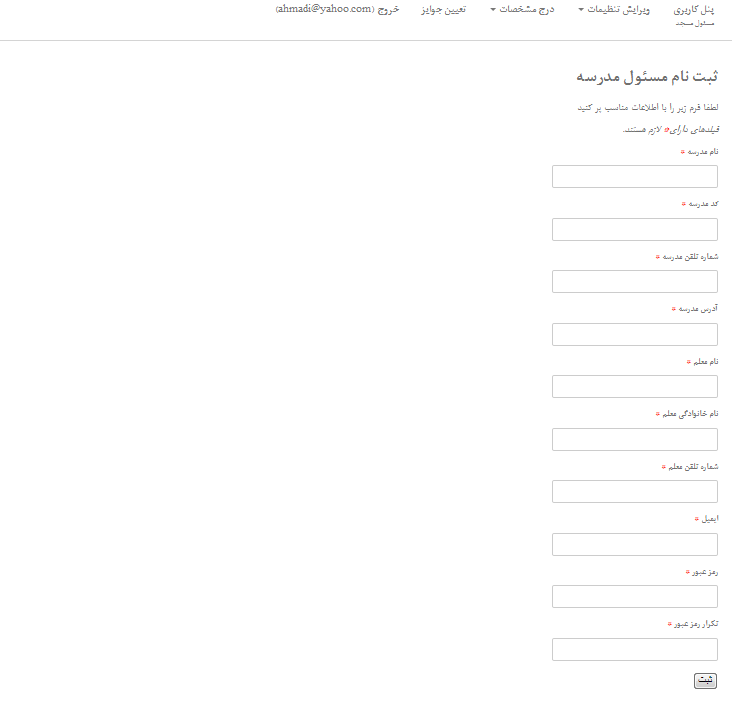 پنل کاربری ویرایش تنظیمات درج مشخصات تعیین جوایز خروج (ahmadi@yahoo.com)
مسئول مسجد
ثبت نام مسئول مدرسه
لطفا فرم زیر را با اطلاعات مناسب پر کنید
فیلدهای دارای * لازم هستند.
نام مدرسه *
کد مدرسه *
شماره تلفن مدرسه *
آدرس مدرسه *
نام معلم *
نام خانوادگی معلم *
شماره تلفن معلم *
ایمیل *
رمز عبور *
تکرار رمز عبور *
ثبت